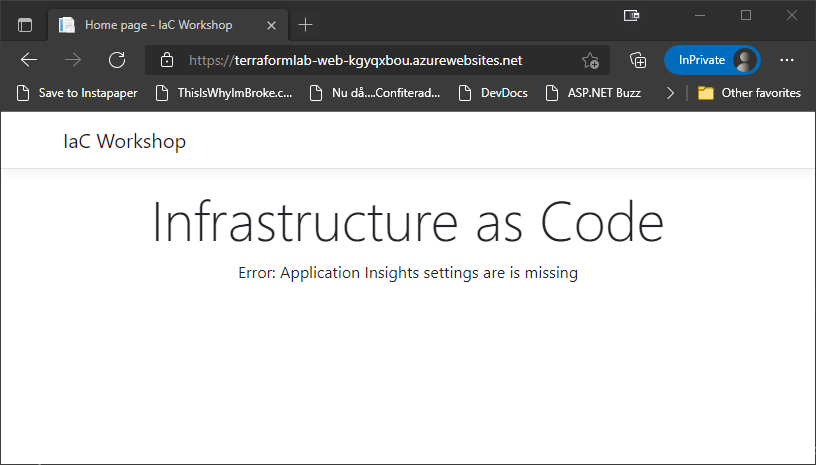 Home page - IaC Workshop
https://terraformlab-web-kgyqxbou.azurewebsites.net
InPrivate
Save to Instapaper
ThisIsWhyImBroke.c...
Nu då....Confiterad...
DevDocs
ASP.NET Buzz
Other favorites
IaC Workshop
Infrastructure as Code
Error: Application Insights settings are is missing